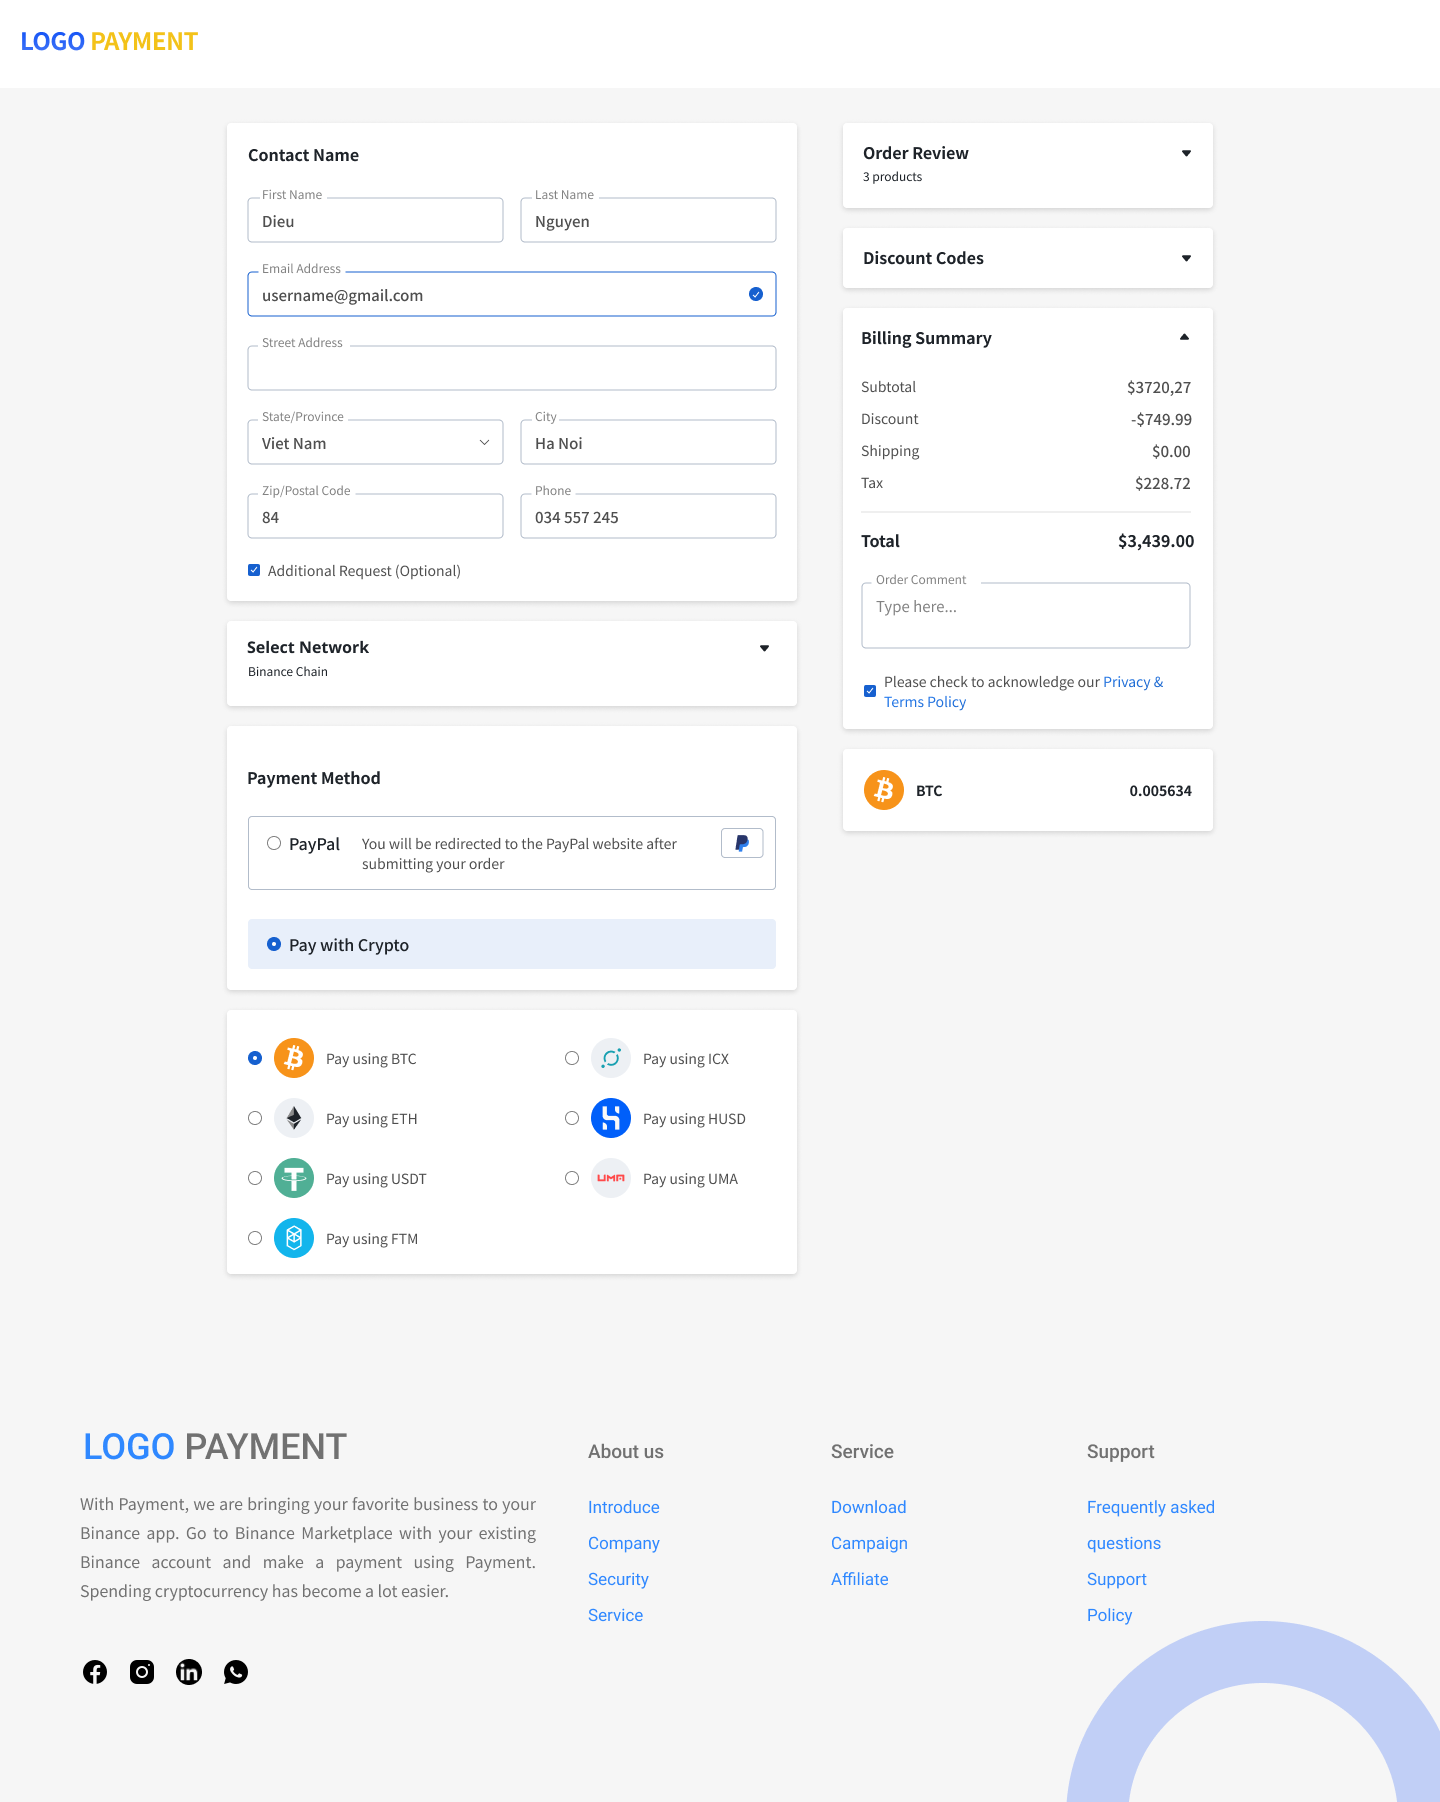 LOGO PAYMENT
Contact Name
First Name
Dieu
Last Name
Nguyen
Email Address
username@gmail.com
Street Address
State/Province
Viet Nam
City
Ha Noi
Zip/Postal Code
84
Phone
034 557 245
Additional Request (Optional)
Select Network
Binance Chain
Payment Method
PayPal
You will be redirected to the PayPal website after
submitting your order
Pay with Crypto
Pay using BTC
Pay using ETH
Pay using USDT
Pay using FTM
Pay using ICX
Pay using HUSD
UMA
Pay using UMA
Order Review
3 products
Discount Codes
Billing Summary
Subtotal $3720,27
Discount -$749.99
Shipping $0.00
Tax $228.72
Total $3,439.00
Order Comment
Type here...
Please check to acknowledge our Privacy &
Terms Policy
BTC 0.005634
LOGO PAYMENT
With Payment, we are bringing your favorite business to your
Binance app. Go to Binance Marketplace with your existing
Binance account and make a payment using Payment.
Spending cryptocurrency has become a lot easier.
About us
Introduce
Company
Security
Service
Service
Download
Campaign
Affiliate
Support
Frequently asked
questions
Support
Policy